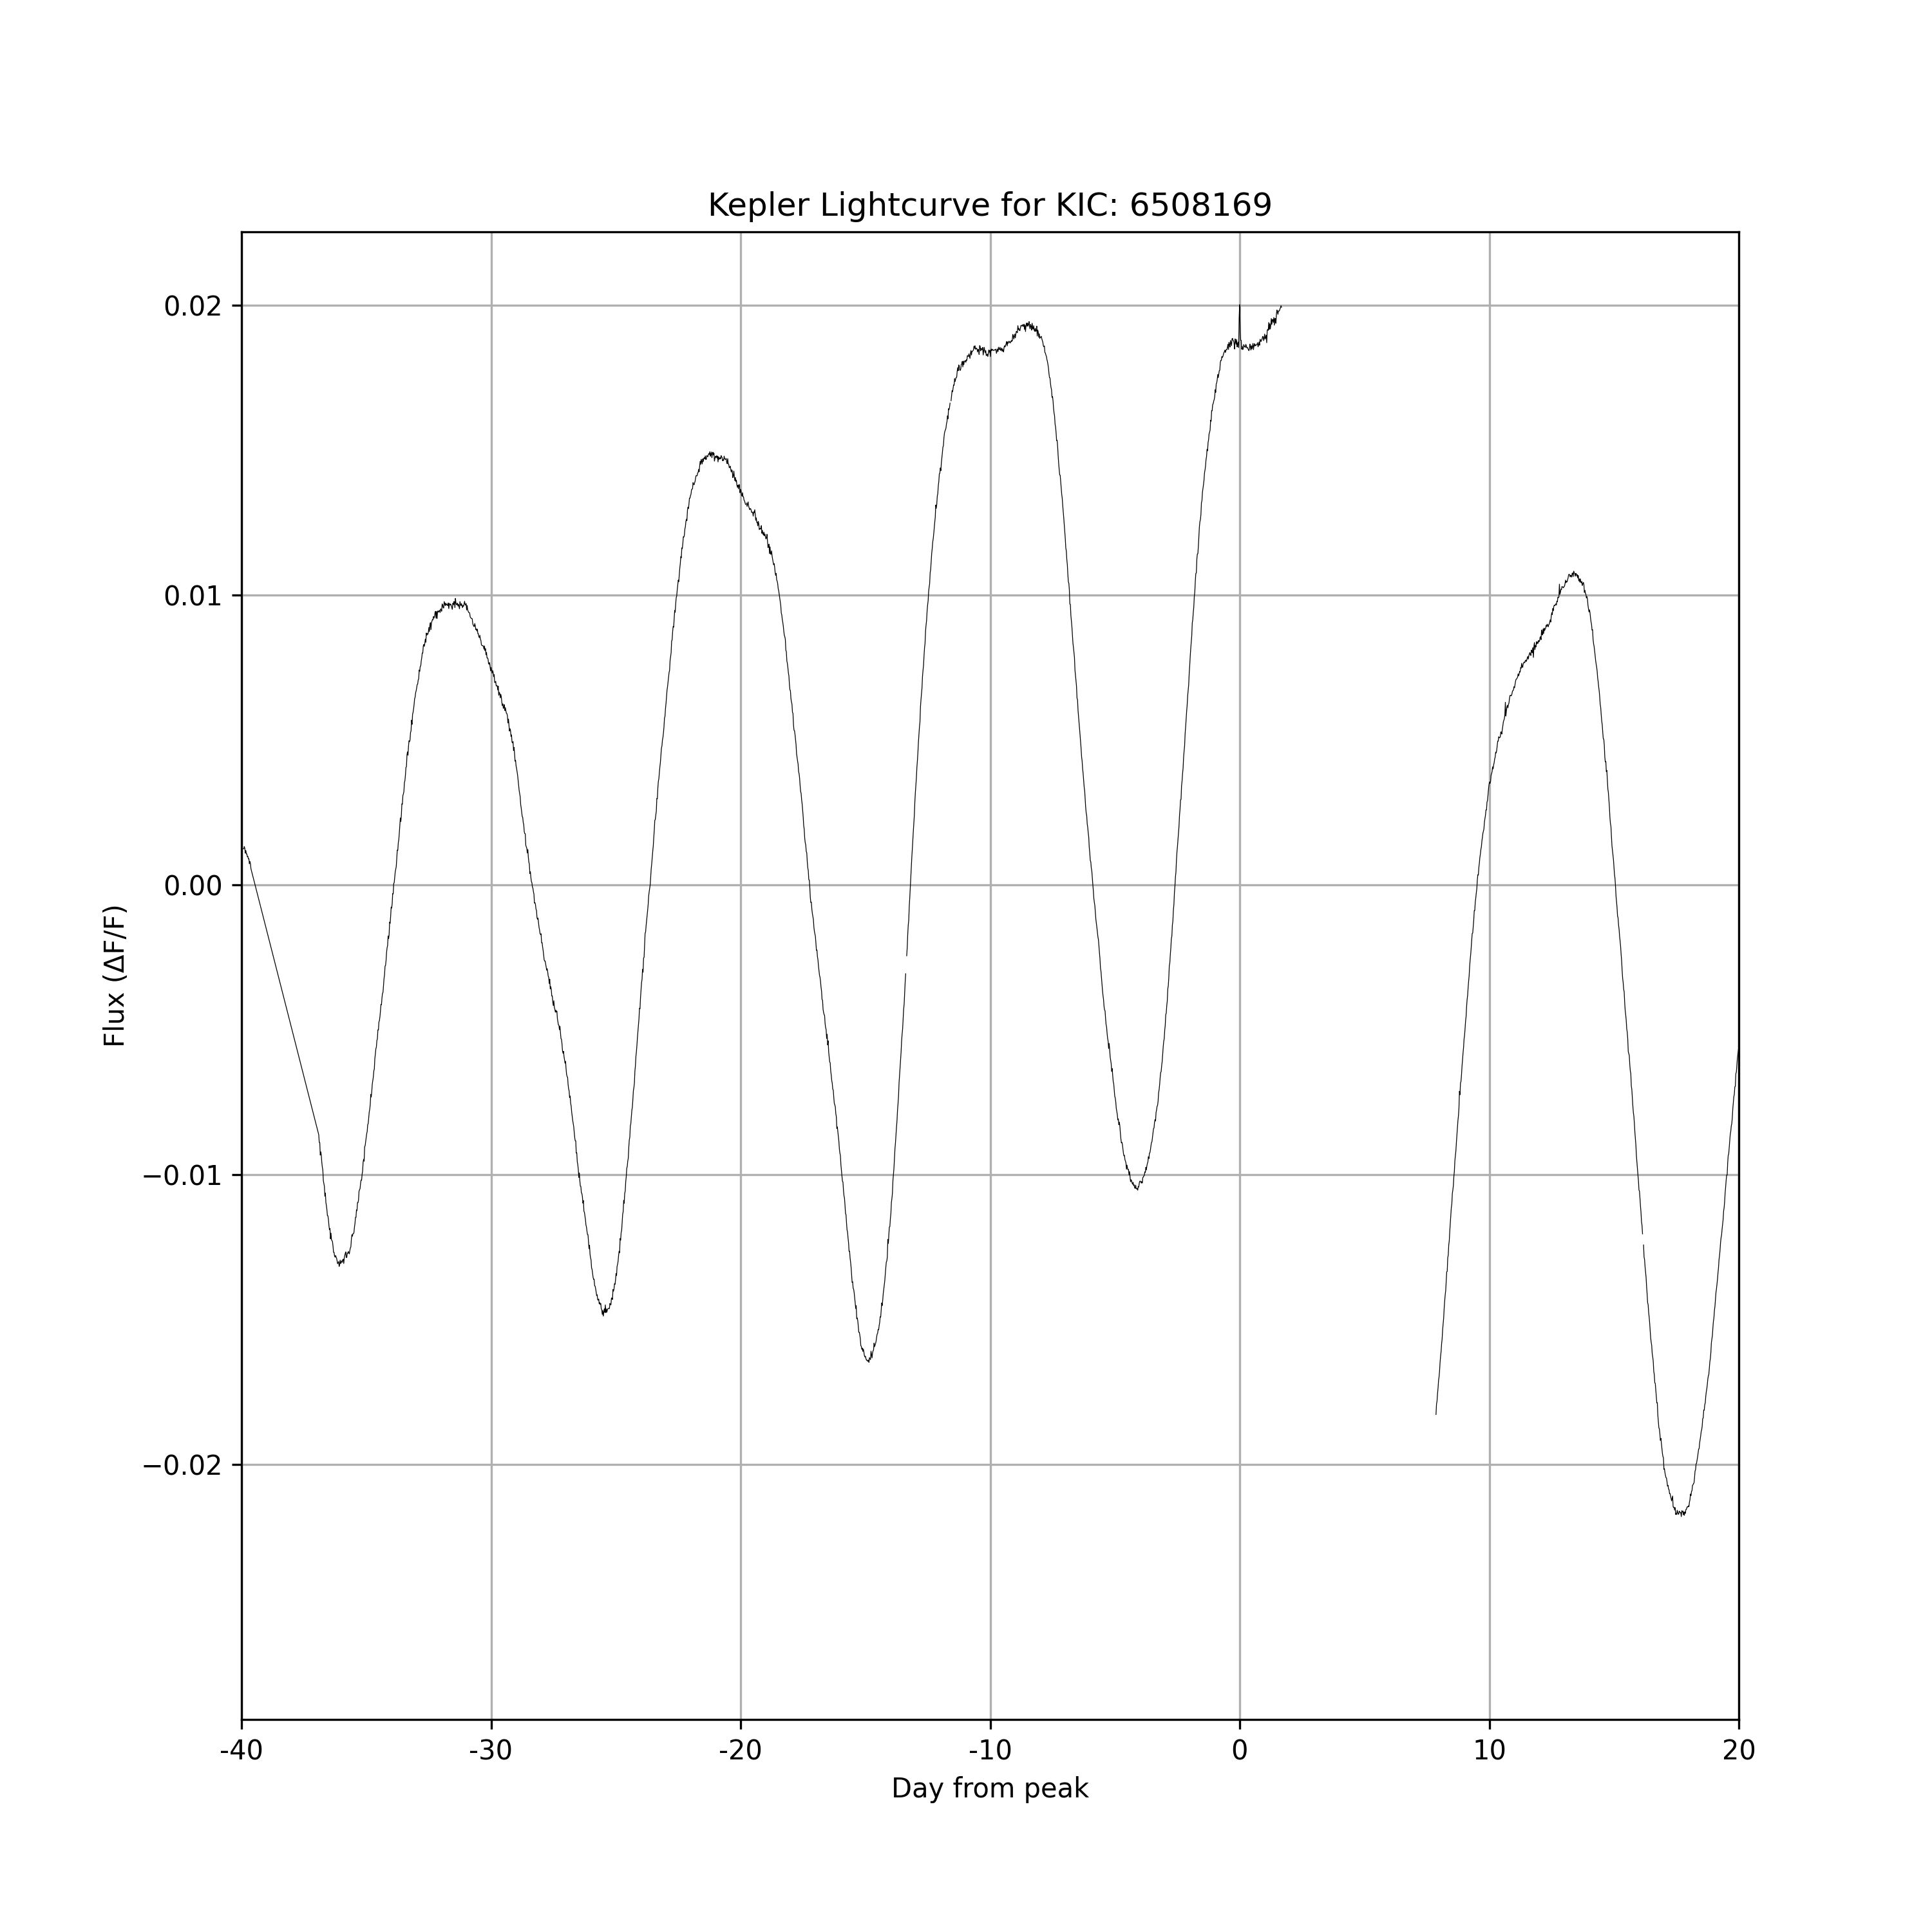 Kepler Lightcurve for KIC: 6508169
0.02
0.01
0.00
−0.01
−0.02
Flux (ΔF/F)
-40 -30 -20 -10 0 10 20
Day from peak